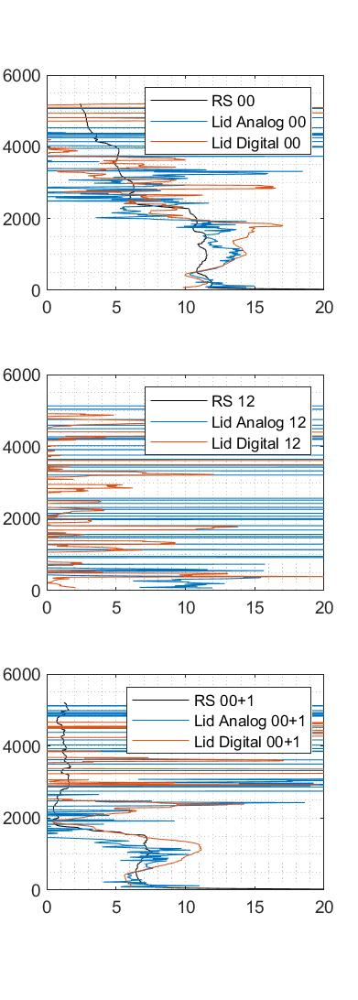 6000
RS 00
Lid Analog 00
Lid Digital 00
4000
2000
0
0 5 10 15 20
6000
RS 12
Lid Analog 12
Lid Digital 12
4000
2000
0
0 5 10 15 20
6000
RS 00+1
Lid Analog 00+1
Lid Digital 00+1
4000
2000
0
0 5 10 15 20